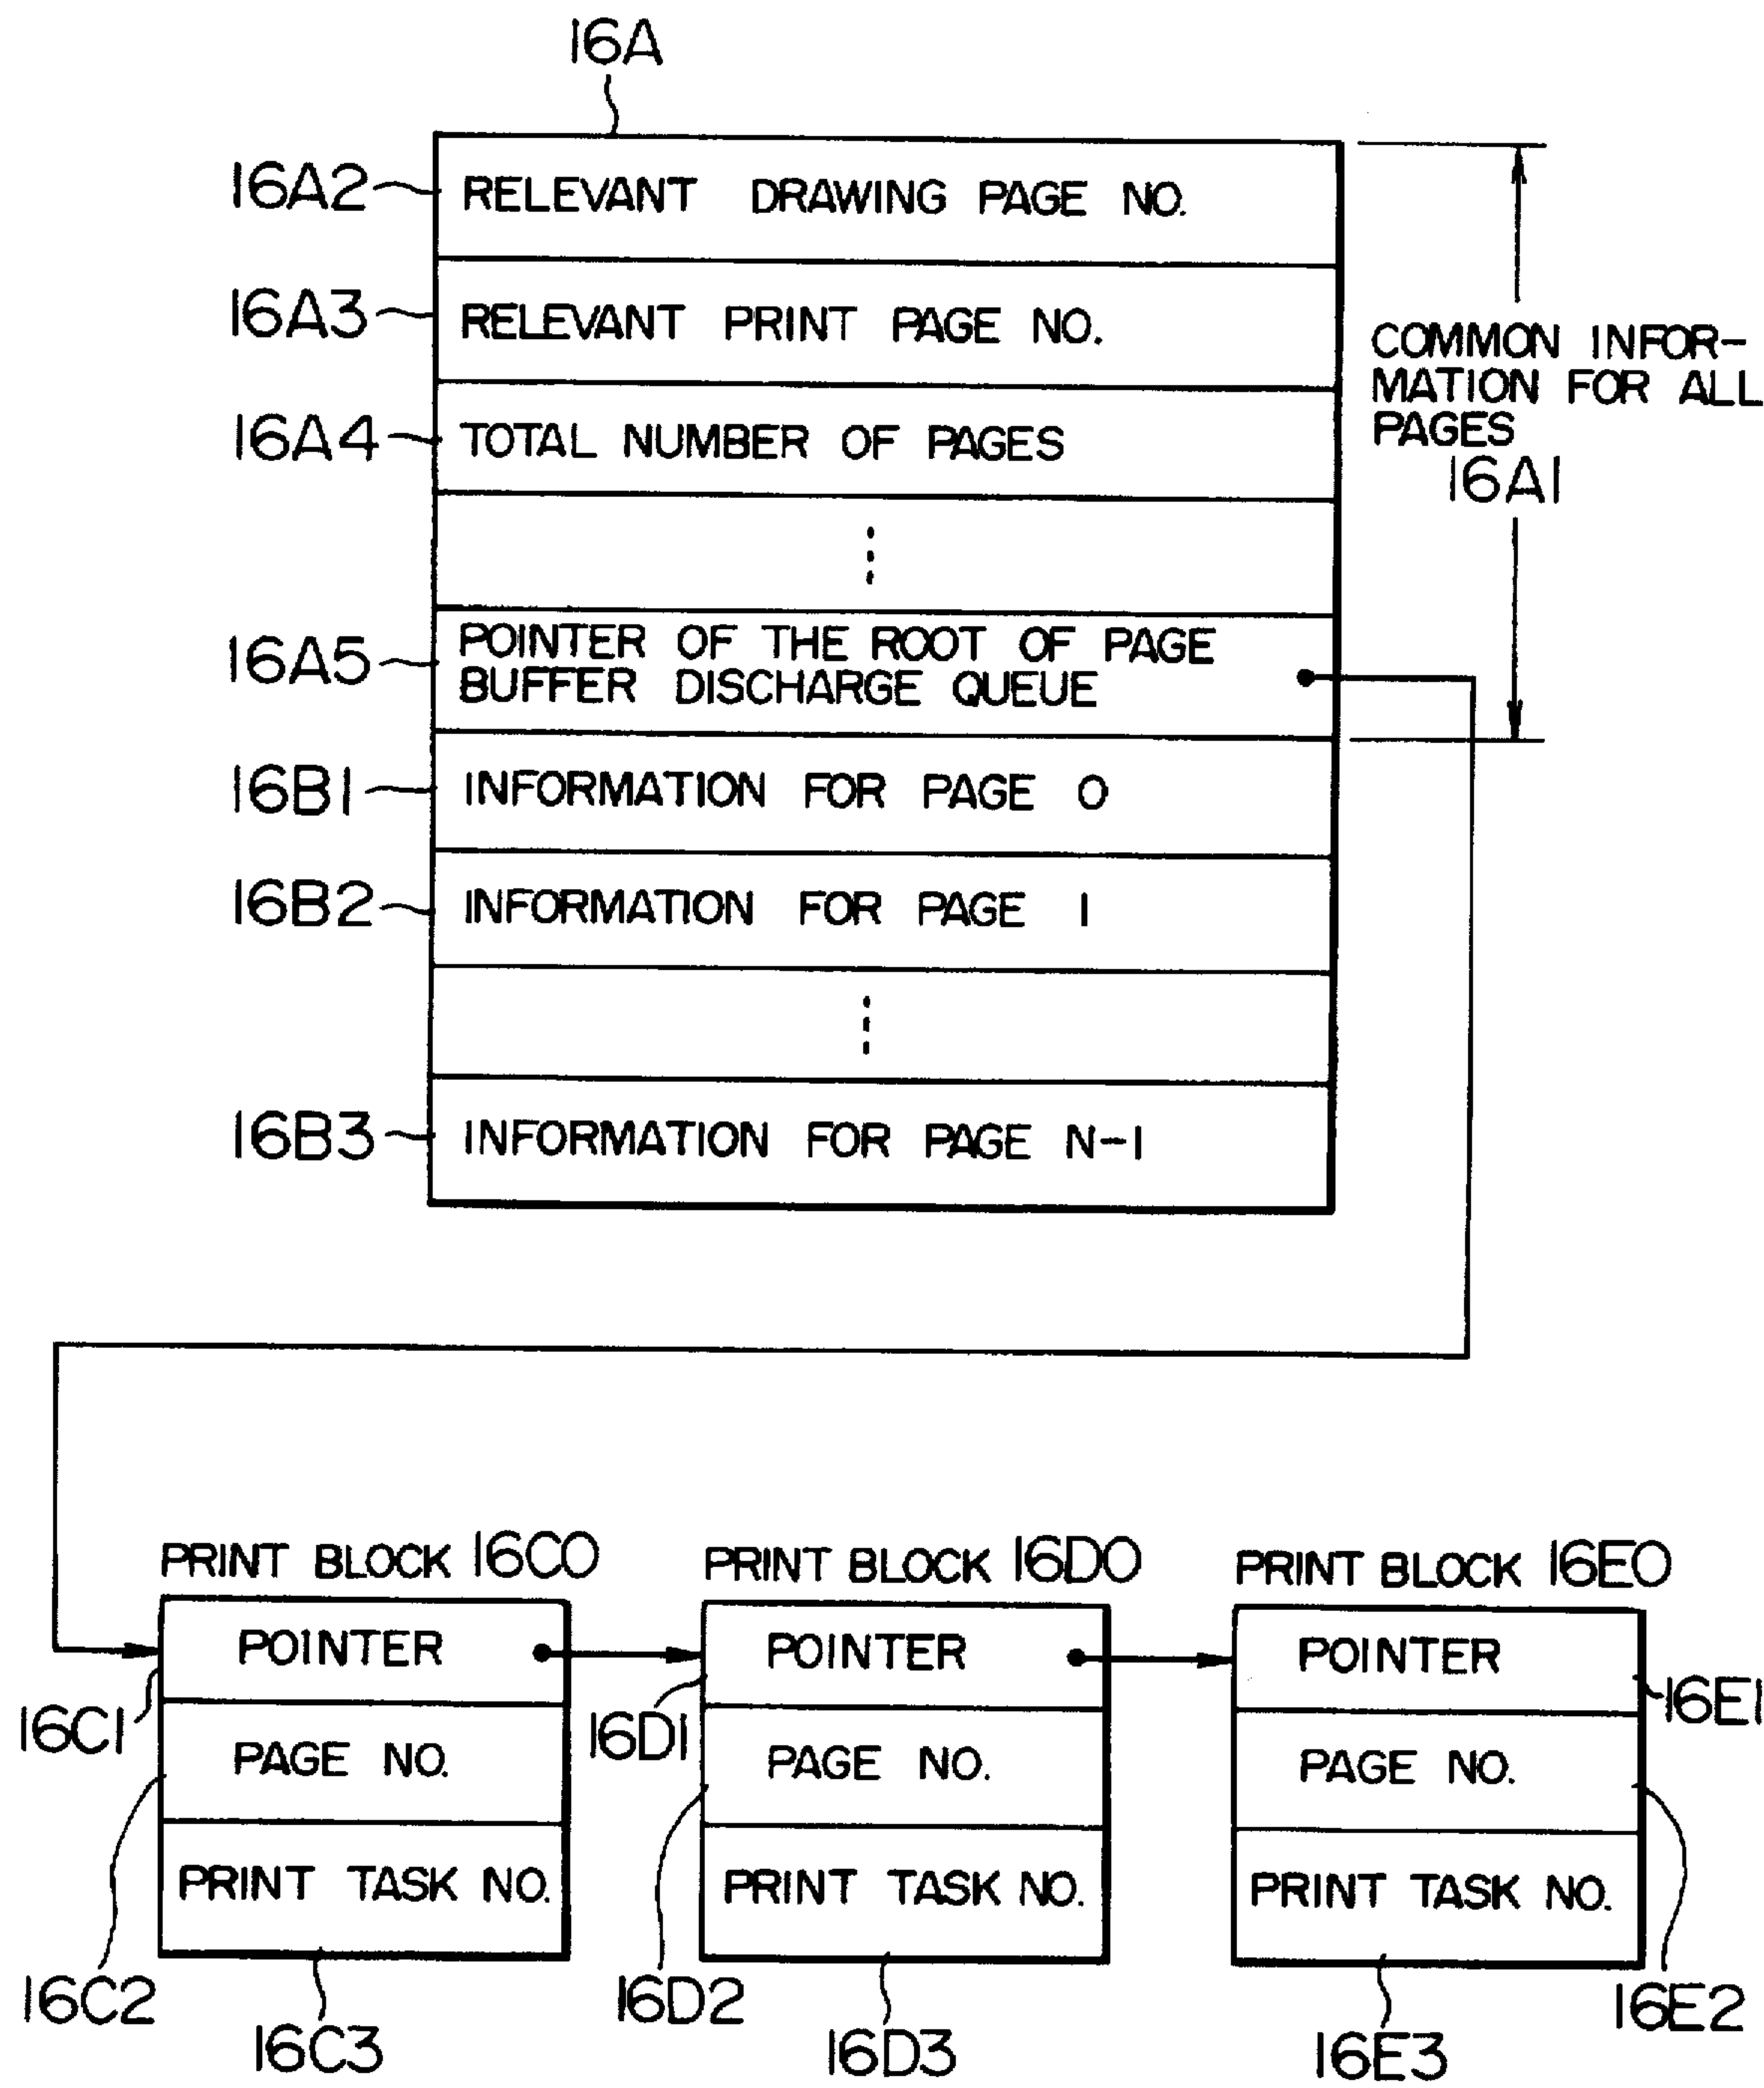 16A
16A2
RELEVANT DRAWING PAGE NO.
16A3
RELEVANT PRINT PAGE NO.
16A4
TOTAL NUMBER OF PAGES
COMMON INFOR-
MATION FOR ALL
PAGES
16A1
16A5
POINTER OF THE ROOT OF PAGE
BUFFER DISCHARGE QUEUE
16B1
INFORMATION FOR PAGE 0
16B2
INFORMATION FOR PAGE 1
16B3
INFORMATION FOR PAGE N-1
PRINT BLOCK 16C0
POINTER
16C1
PAGE NO.
16C2
PRINT TASK NO.
16C3
PRINT BLOCK 16D0
POINTER
16D1
PAGE NO.
16D2
PRINT TASK NO.
16D3
PRINT BLOCK 16E0
POINTER
16E1
PAGE NO.
16E2
PRINT TASK NO.
16E3